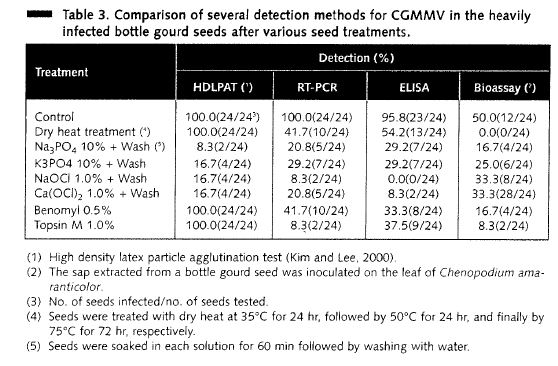 Table 3. Comparison of several detection methods for CGMMV in the heavily
infected bottle gourd seeds after various seed treatments.
Treatment Detection (%)
HDLPAT (¹) RT-PCR ELISA Bioassay (²)
Control 100.0(24/24³) 100.0(24/24) 95.8(23/24) 50.0(12/24)
Dry heat treatment (⁴) 100.0(24/24) 41.7(10/24) 54.2(13/24) 0.0(0/24)
Na₃PO₄ 10% + Wash (⁵) 8.3(2/24) 20.8(5/24) 29.2(7/24) 16.7(4/24)
K3PO4 10% + Wash 16.7(4/24) 29.2(7/24) 29.2(7/24) 25.0(6/24)
NaOCl 1.0% + Wash 16.7(4/24) 8.3(2/24) 0.0(0/24) 33.3(8/24)
Ca(OCl)₂ 1.0% + Wash 16.7(4/24) 20.8(5/24) 8.3(2/24) 33.3(28/24)
Benomyl 0.5% 100.0(24/24) 41.7(10/24) 33.3(8/24) 16.7(4/24)
Topsin M 1.0% 100.0(24/24) 8.3(2/24) 37.5(9/24) 8.3(2/24)
(1) High density latex particle agglutination test (Kim and Lee, 2000).
(2) The sap extracted from a bottle gourd seed was inoculated on the leaf of Chenopodium ama-
ranticolor.
(3) No. of seeds infected/no. of seeds tested.
(4) Seeds were treated with dry heat at 35°C for 24 hr, followed by 50°C for 24 hr, and finally by
75°C for 72 hr, respectively.
(5) Seeds were soaked in each solution for 60 min followed by washing with water.